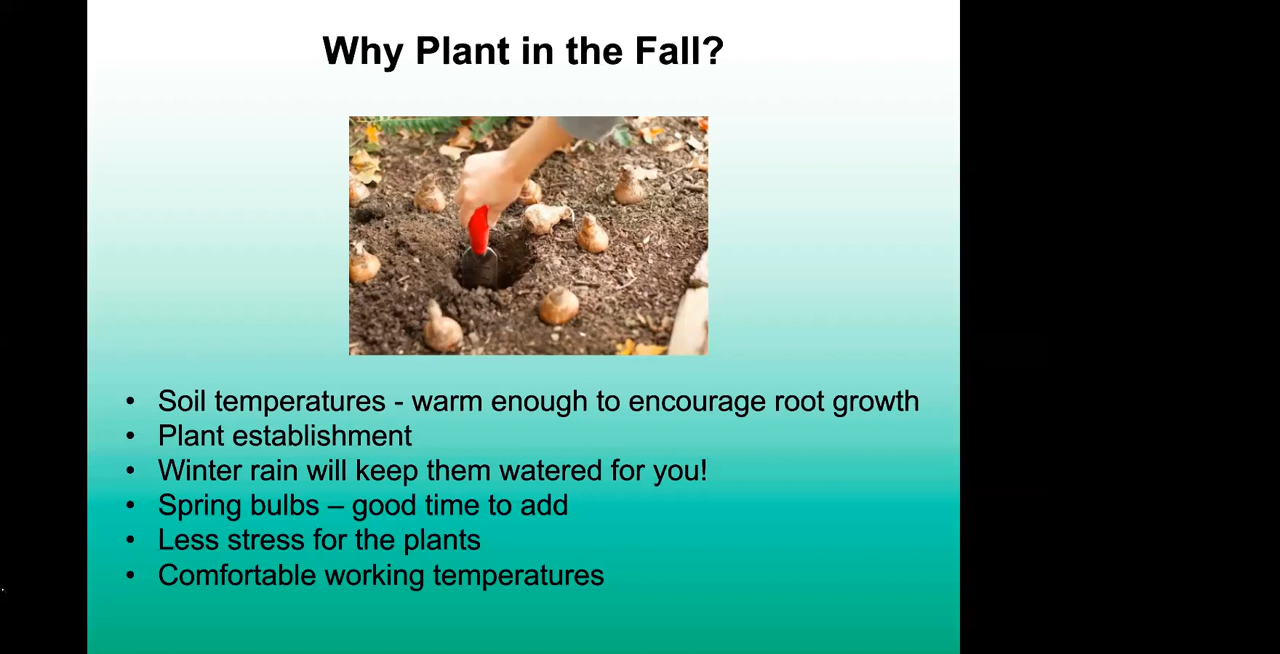 Why Plant in the Fall?
• Soil temperatures - warm enough to encourage root growth
• Plant establishment
• Winter rain will keep them watered for you!
• Spring bulbs – good time to add
• Less stress for the plants
• Comfortable working temperatures